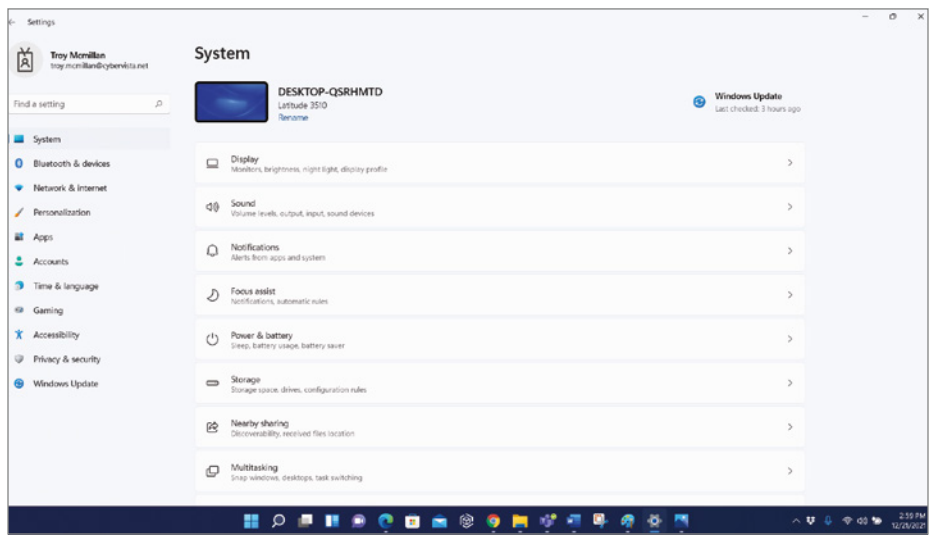 Settings
Troy Mcmillan
troy.mcmillan@cybervista.net
Find a setting
System
Bluetooth & devices
Network & internet
Personalization
Apps
Accounts
Time & language
Gaming
Accessibility
Privacy & security
Windows Update
System
DESKTOP-QSRHMTD
Latitude 3510
Rename
Windows Update
Last checked: 3 hours ago
Display
Monitors, brightness, night light, display profile
Sound
Volume levels, output, input, sound devices
Notifications
Alerts from apps and system
Focus assist
Notifications, automatic rules
Power & battery
Sleep, battery usage, battery saver
Storage
Storage space, drives, configuration rules
Nearby sharing
Discoverability, received files location
Multitasking
Snap windows, desktops, task switching
2:59 PM